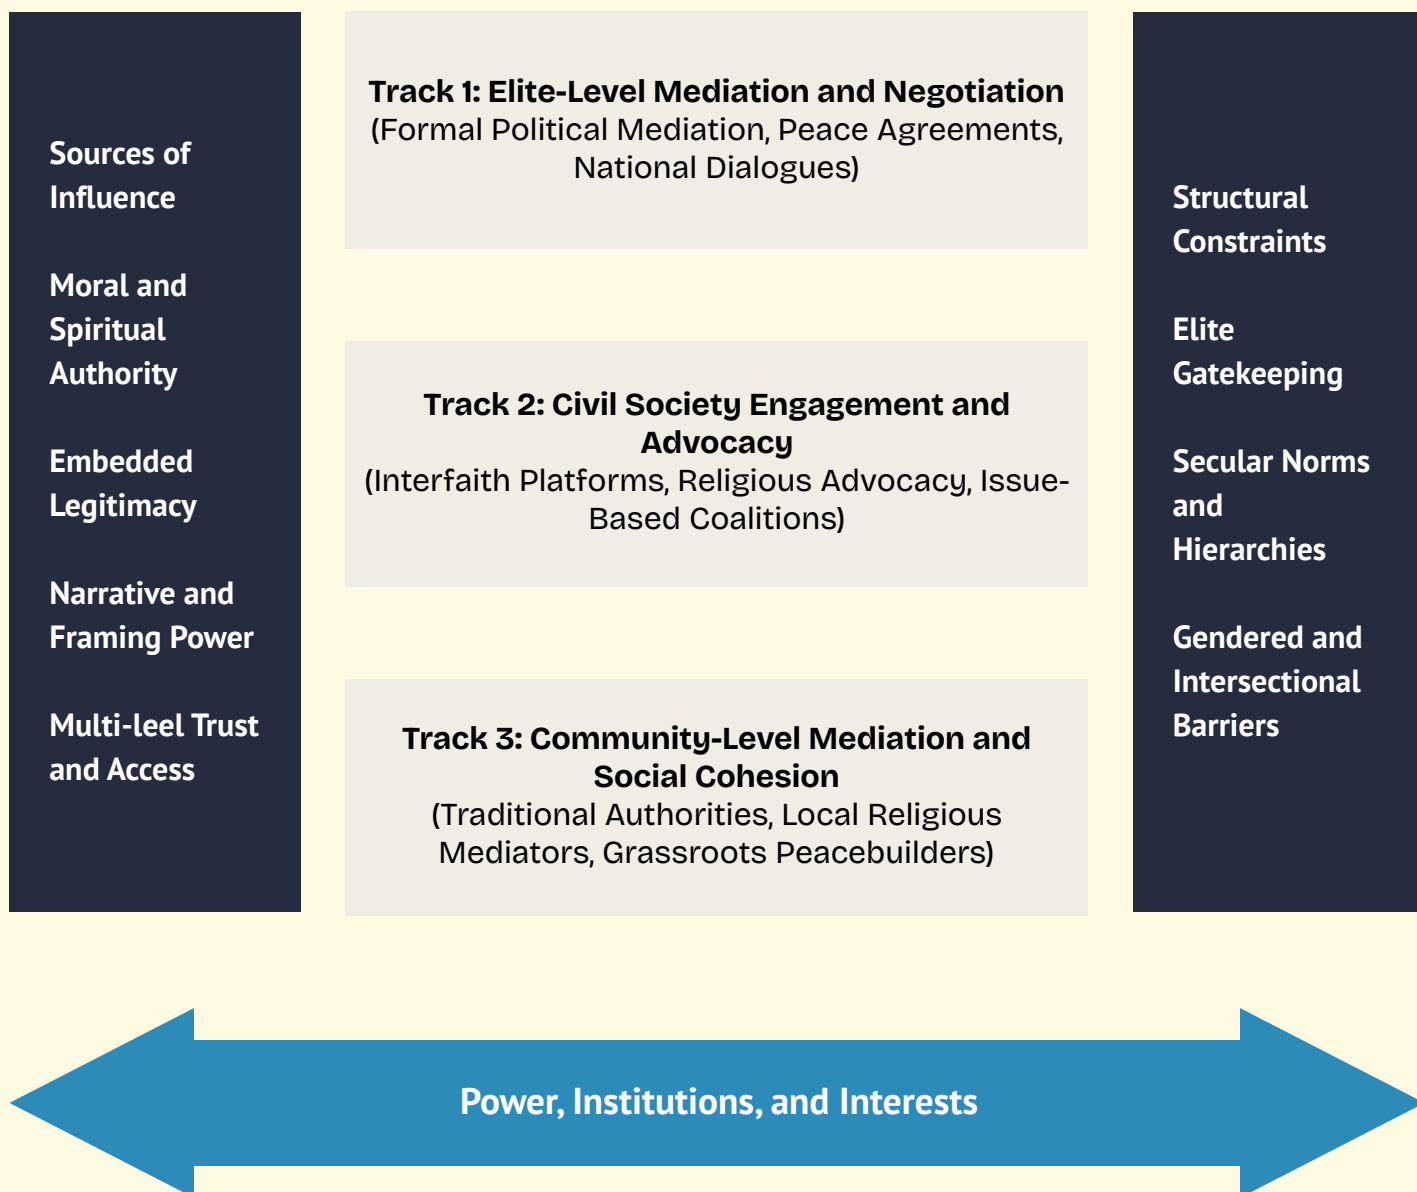 Sources of
Influence
Moral and
Spiritual
Authority
Embedded
Legitimacy
Narrative and
Framing Power
Multi-leel Trust
and Access
Track 1: Elite-Level Mediation and Negotiation
(Formal Political Mediation, Peace Agreements,
National Dialogues)
Track 2: Civil Society Engagement and
Advocacy
(Interfaith Platforms, Religious Advocacy, Issue-
Based Coalitions)
Track 3: Community-Level Mediation and
Social Cohesion
(Traditional Authorities, Local Religious
Mediators, Grassroots Peacebuilders)
Structural
Constraints
Elite
Gatekeeping
Secular Norms
and
Hierarchies
Gendered and
Intersectional
Barriers
Power, Institutions, and Interests